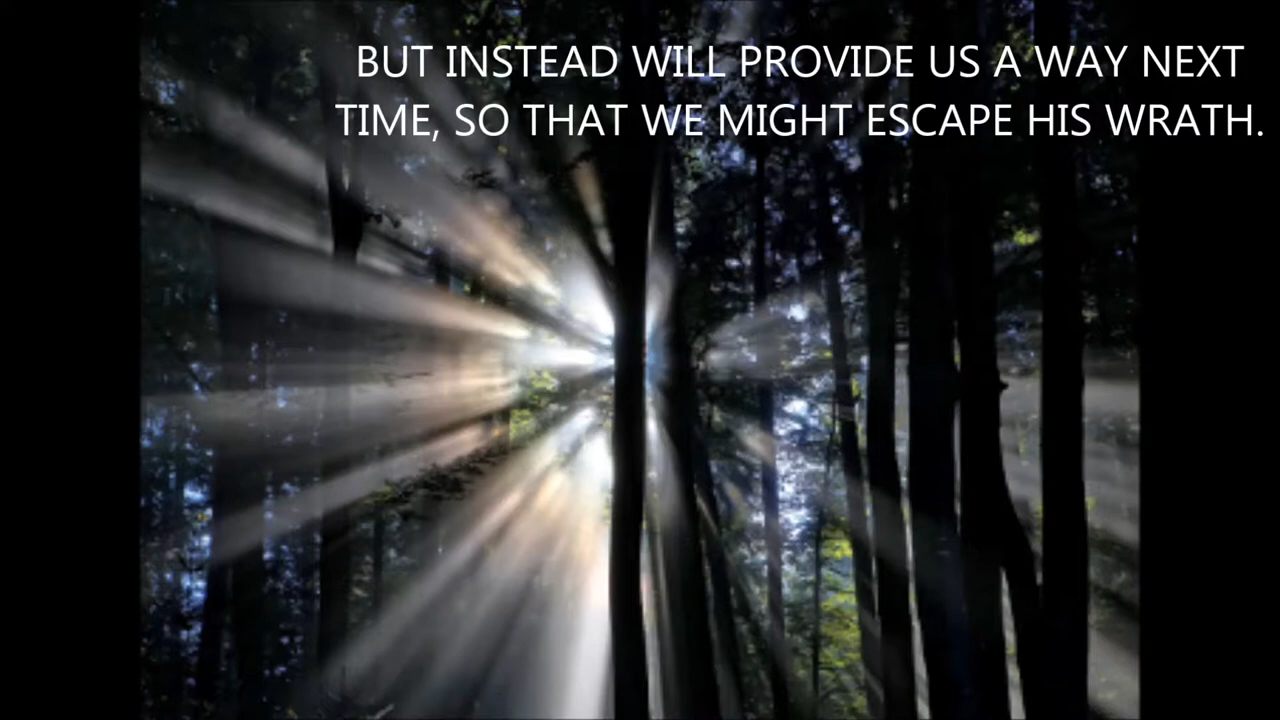 BUT INSTEAD WILL PROVIDE US A WAY NEXT
TIME, SO THAT WE MIGHT ESCAPE HIS WRATH.